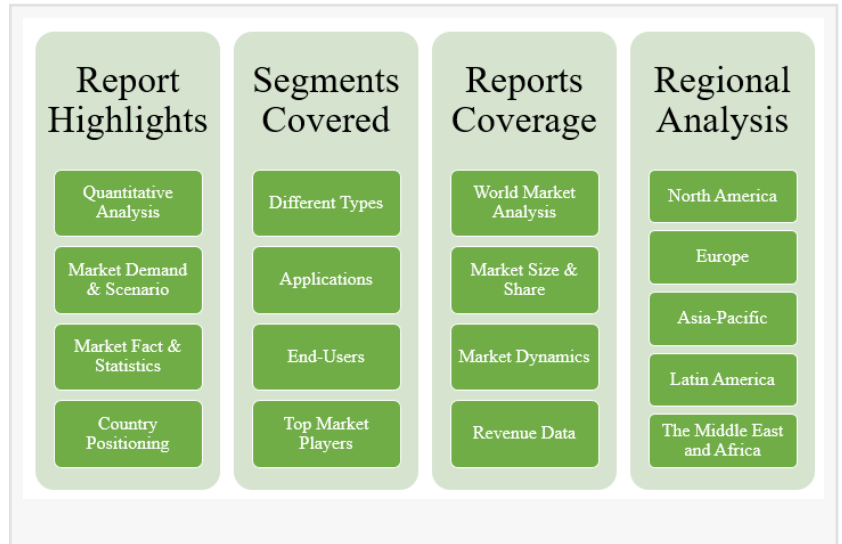 Report
Highlights
Quantitative
Analysis
Market Demand
& Scenario
Market Fact &
Statistics
Country
Positioning
Segments
Covered
Different Types
Applications
End-Users
Top Market
Players
Reports
Coverage
World Market
Analysis
Market Size &
Share
Market Dynamics
Revenue Data
Regional
Analysis
North America
Europe
Asia-Pacific
Latin America
The Middle East
and Africa